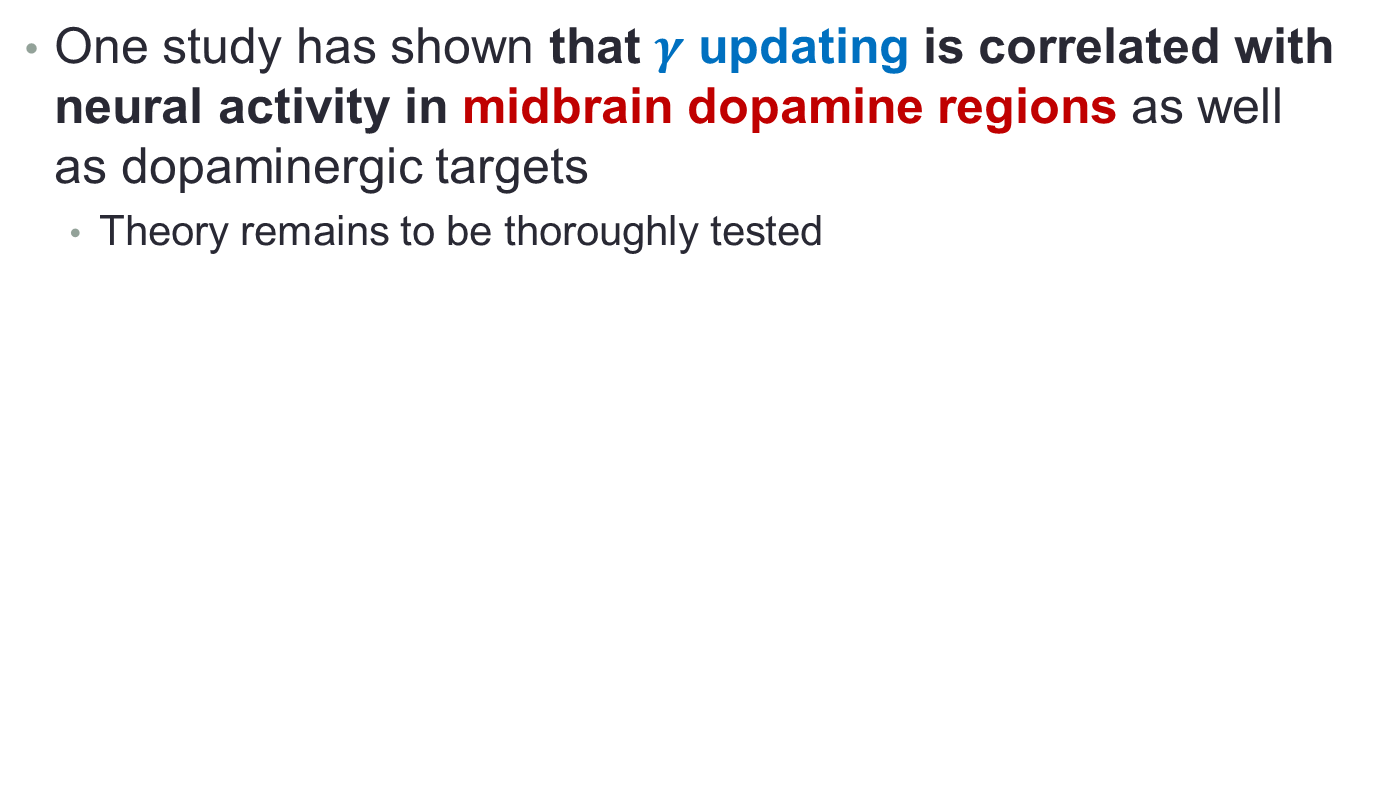 • One study has shown that 𝜸 updating is correlated with
neural activity in midbrain dopamine regions as well
as dopaminergic targets
• Theory remains to be thoroughly tested